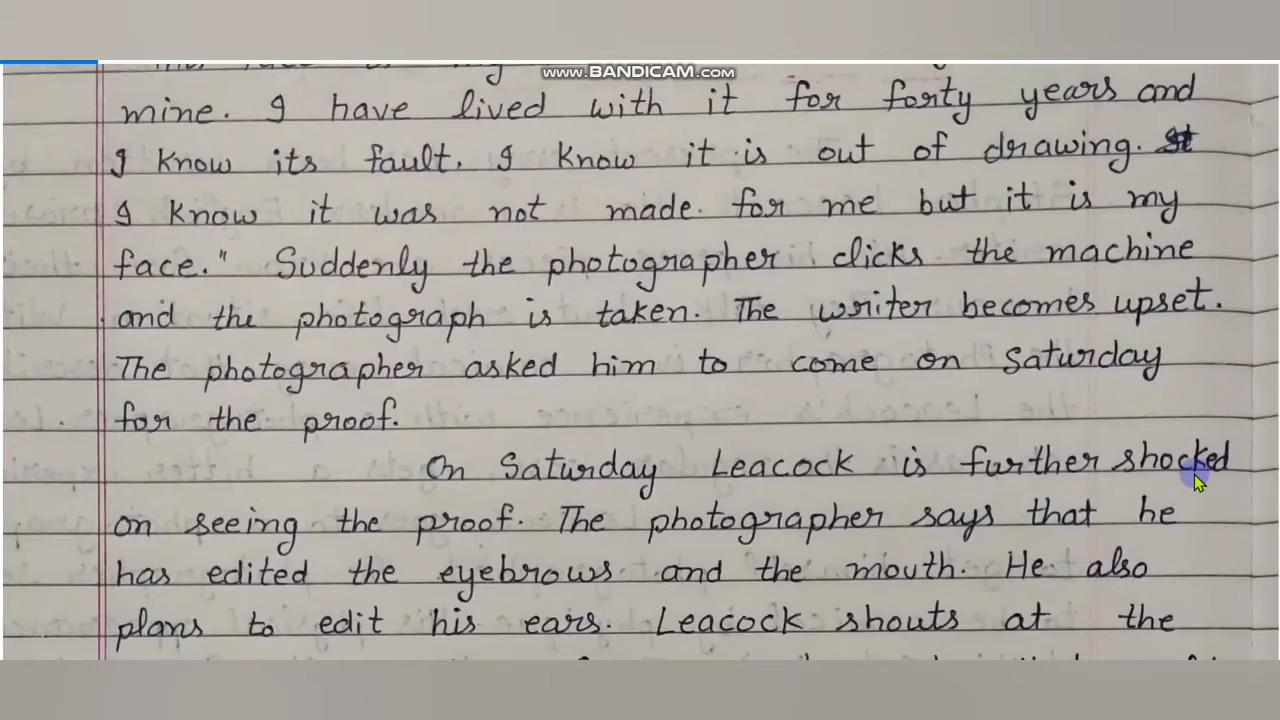 www.BANDICAM.com
mine. I have lived with it for forty years and
I know its fault. I know it is out of drawing.
I know it was not made for me but it is my
face." Suddenly the photographer clicks the machine
and the photograph is taken. The writer becomes upset.
The photographer asked him to come on Saturday
for the proof.
On Saturday Leacock is further shocked
on seeing the proof. The photographer says that he
has edited the eyebrows and the mouth. He also
plans to edit his ears. Leacock shouts at the